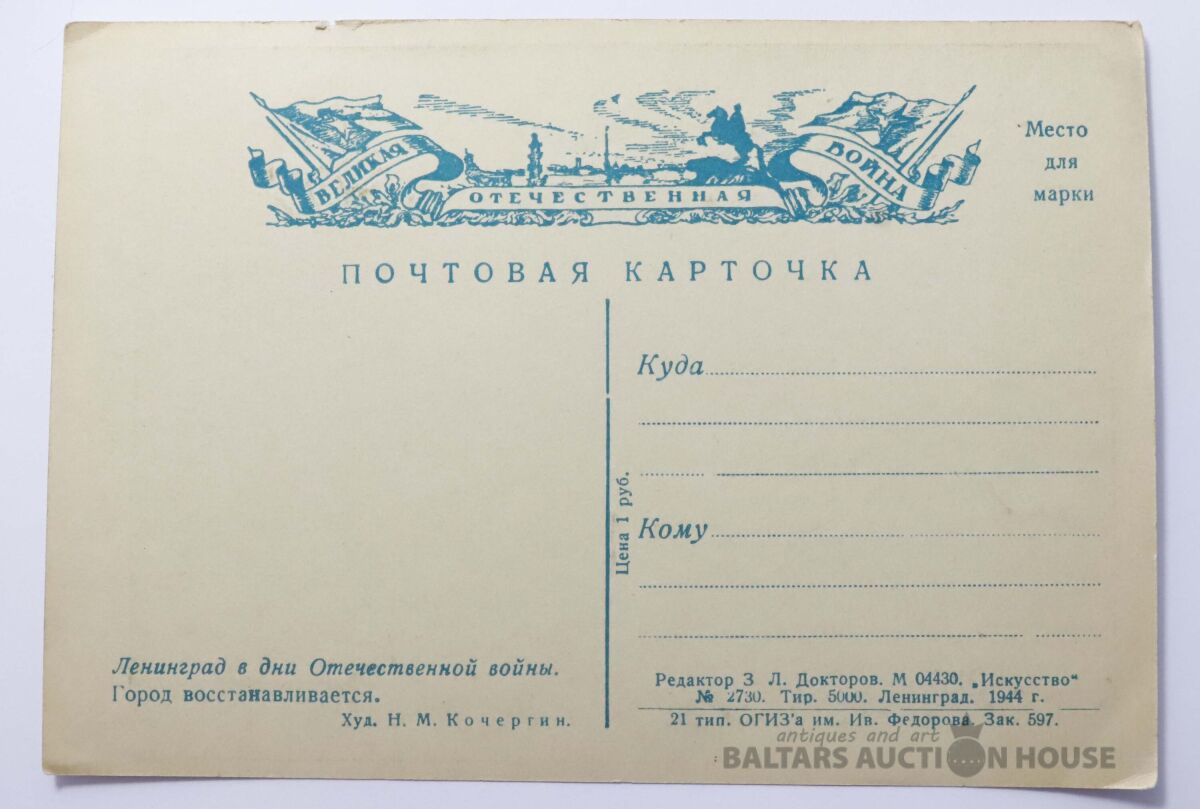 ВЕЛИКАЯ
ОТЕЧЕСТВЕННАЯ
ВОЙНА
Место
для
марки
ПОЧТОВАЯ КАРТОЧКА
Куда
Кому
Цена 1 руб.
Ленинград в дни Отечественной войны.
Город восстанавливается.
Худ. Н. М. Кочергин.
Редактор З Л. Докторов. М 04430. „Искусство“
№ 2730. Тир. 5000. Ленинград. 1944 г.
21 тип. ОГИЗ'а им. Ив. Федорова. Зак. 597.
antiques and art
BALTARS AUCTION HOUSE